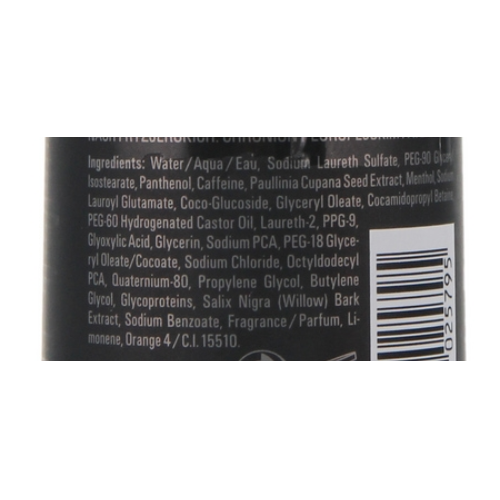 Ingredients: Water/Aqua/Eau, Sodium Laureth Sulfate, PEG-90 Glyceryl
Isostearate, Panthenol, Caffeine, Paullinia Cupana Seed Extract, Menthol, Sodium
Lauroyl Glutamate, Coco-Glucoside, Glyceryl Oleate, Cocamidopropyl Betaine,
PEG-60 Hydrogenated Castor Oil, Laureth-2, PPG-9,
Glyoxylic Acid, Glycerin, Sodium PCA, PEG-18 Glyce-
ryl Oleate/Cocoate, Sodium Chloride, Octyldodecyl
PCA, Quaternium-80, Propylene Glycol, Butylene
Glycol, Glycoproteins, Salix Nigra (Willow) Bark
Extract, Sodium Benzoate, Fragrance/Parfum, Li-
monene, Orange 4/C.I. 15510.
025795